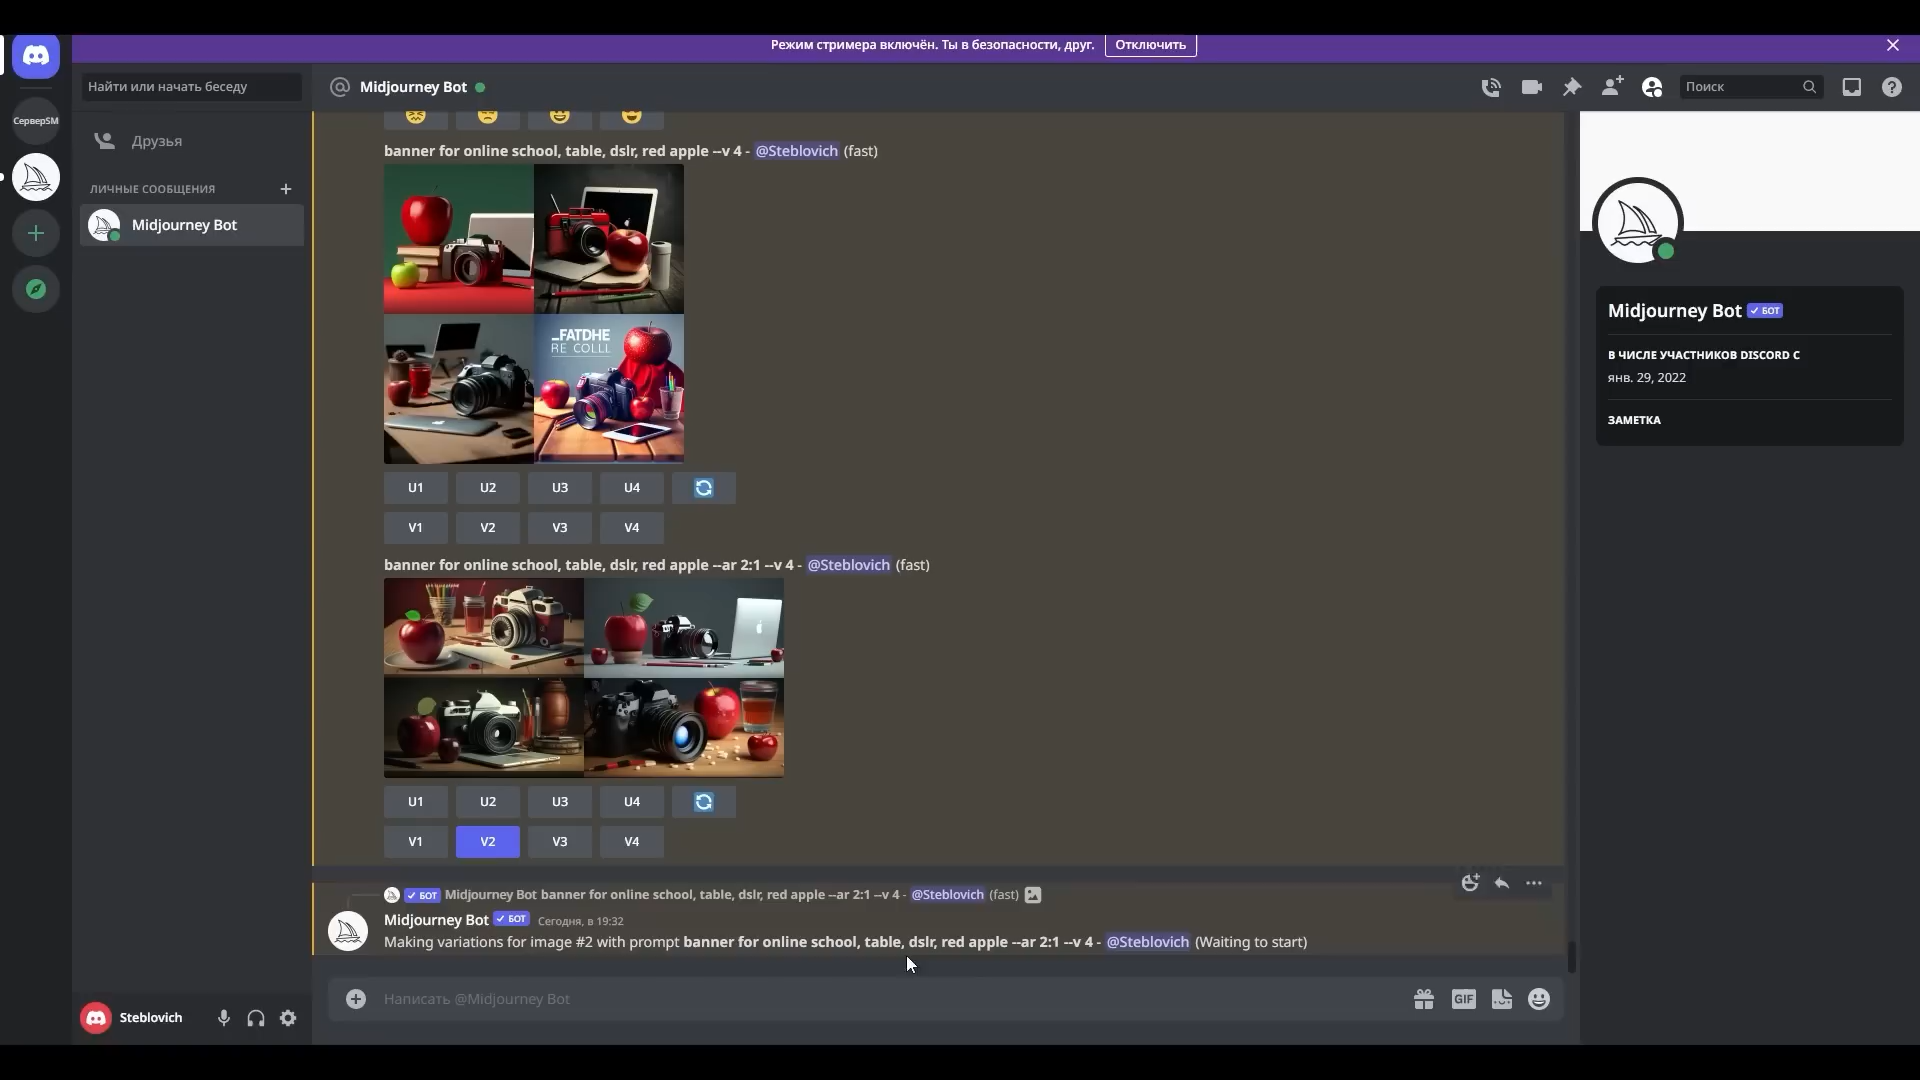 Режим стримера включён. Ты в безопасности, друг. Отключить
Найти или начать беседу
Midjourney Bot
Поиск
СерверSM
Друзья
ЛИЧНЫЕ СООБЩЕНИЯ
Midjourney Bot
banner for online school, table, dslr, red apple --v 4 - @Steblovich (fast)
_FATDHE
RE COLLL
U1 U2 U3 U4
V1 V2 V3 V4
banner for online school, table, dslr, red apple --ar 2:1 --v 4 - @Steblovich (fast)
U1 U2 U3 U4
V1 V2 V3 V4
БОТ Midjourney Bot banner for online school, table, dslr, red apple --ar 2:1 --v 4 - @Steblovich (fast)
Midjourney Bot БОТ Сегодня, в 19:32
Making variations for image #2 with prompt banner for online school, table, dslr, red apple --ar 2:1 --v 4 - @Steblovich (Waiting to start)
Написать @Midjourney Bot
GIF
Steblovich
Midjourney Bot БОТ
В ЧИСЛЕ УЧАСТНИКОВ DISCORD С
янв. 29, 2022
ЗАМЕТКА